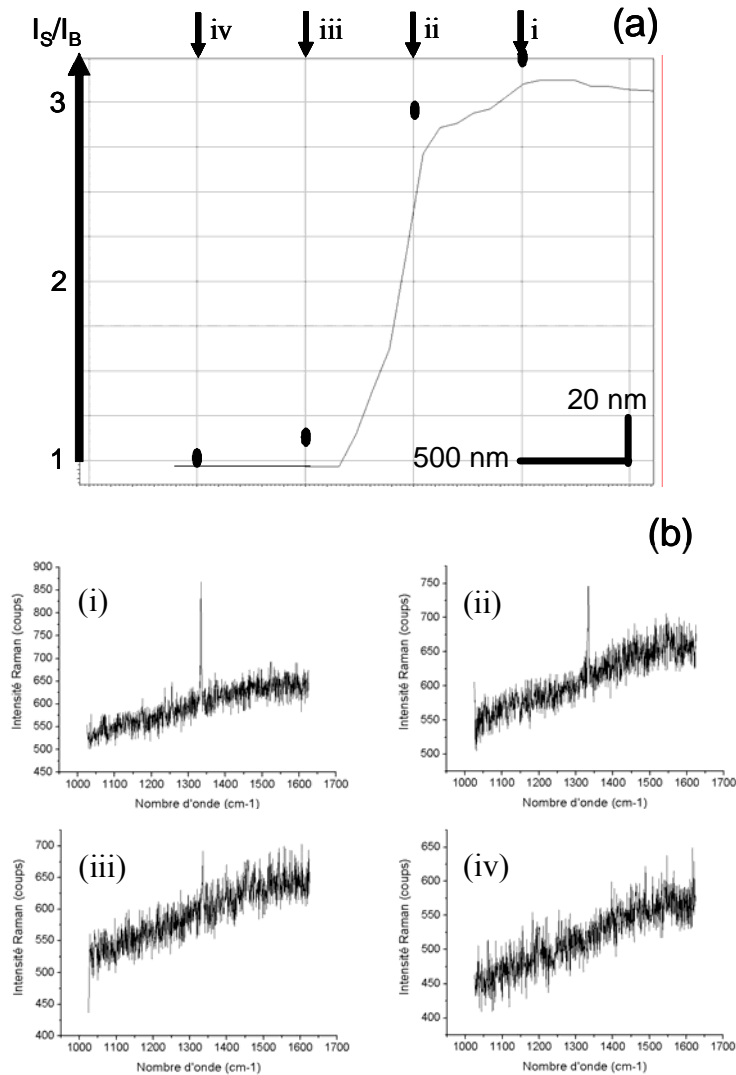 I_S/I_B iv iii ii i (a)
3
2
1
20 nm
500 nm
(b)
(i) (ii)
Intensité Raman (coups)
900
850
800
750
700
650
600
550
500
450
1000 1100 1200 1300 1400 1500 1600 1700
Nombre d'onde (cm-1)
Intensité Raman (coups)
750
700
650
600
550
500
1000 1100 1200 1300 1400 1500 1600 1700
Nombre d'onde (cm-1)
(iii) (iv)
Intensité Raman (coups)
700
650
600
550
500
450
400
1000 1100 1200 1300 1400 1500 1600 1700
Nombre d'onde (cm-1)
Intensité Raman (coups)
650
600
550
500
450
400
1000 1100 1200 1300 1400 1500 1600 1700
Nombre d'onde (cm-1)